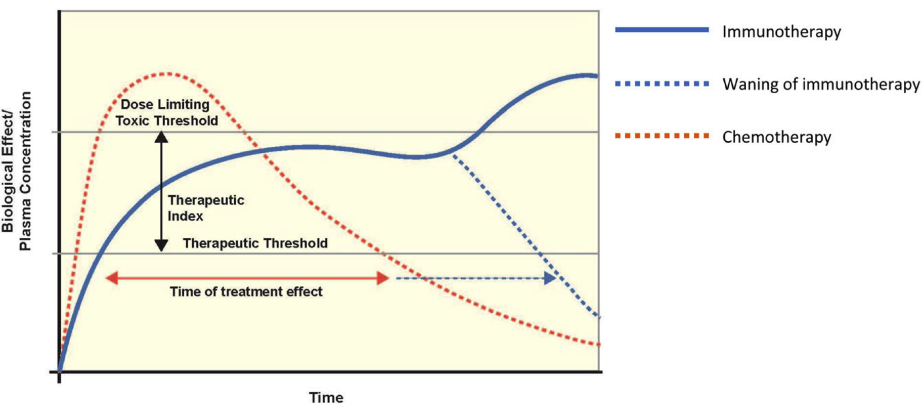 Biological Effect/
Plasma Concentration
Dose Limiting
Toxic Threshold
Therapeutic
Index
Therapeutic Threshold
Time of treatment effect
Time
Immunotherapy
Waning of immunotherapy
Chemotherapy